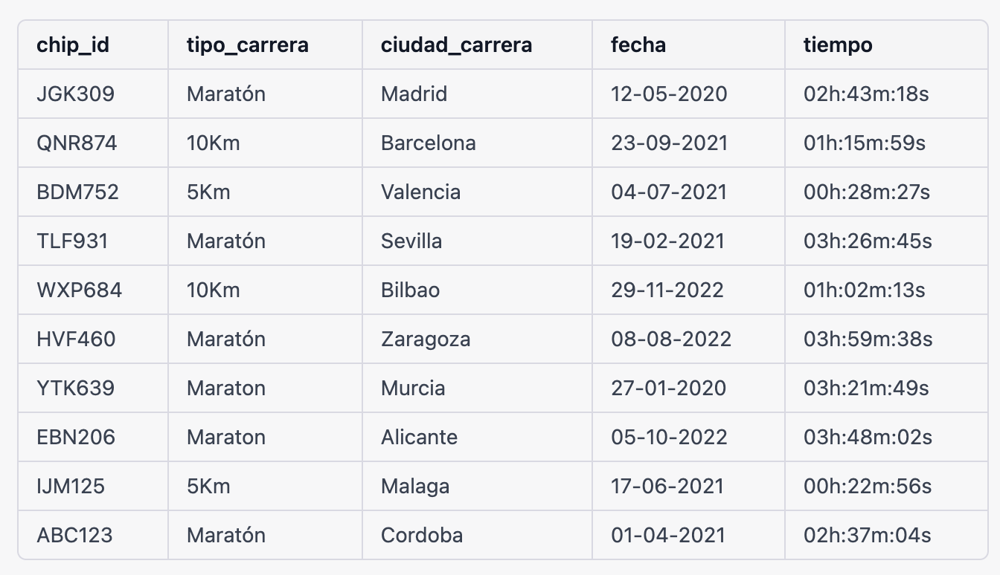 chip_id tipo_carrera ciudad_carrera fecha tiempo
JGK309 Maratón Madrid 12-05-2020 02h:43m:18s
QNR874 10Km Barcelona 23-09-2021 01h:15m:59s
BDM752 5Km Valencia 04-07-2021 00h:28m:27s
TLF931 Maratón Sevilla 19-02-2021 03h:26m:45s
WXP684 10Km Bilbao 29-11-2022 01h:02m:13s
HVF460 Maratón Zaragoza 08-08-2022 03h:59m:38s
YTK639 Maraton Murcia 27-01-2020 03h:21m:49s
EBN206 Maraton Alicante 05-10-2022 03h:48m:02s
IJM125 5Km Malaga 17-06-2021 00h:22m:56s
ABC123 Maratón Cordoba 01-04-2021 02h:37m:04s